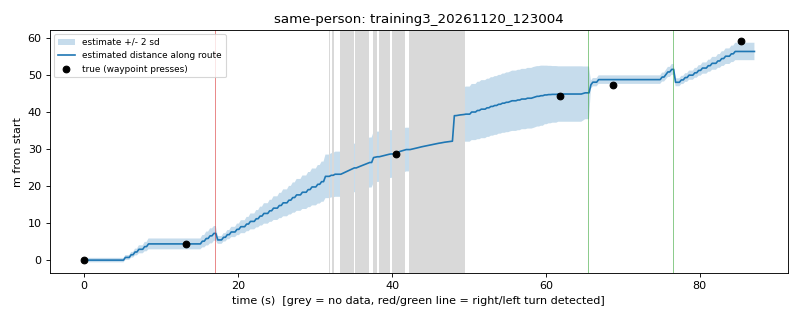 same-person: training3_20261120_123004
estimate +/- 2 sd
estimated distance along route
true (waypoint presses)
m from start
60
50
40
30
20
10
0
0 20 40 60 80
time (s)  [grey = no data, red/green line = right/left turn detected]